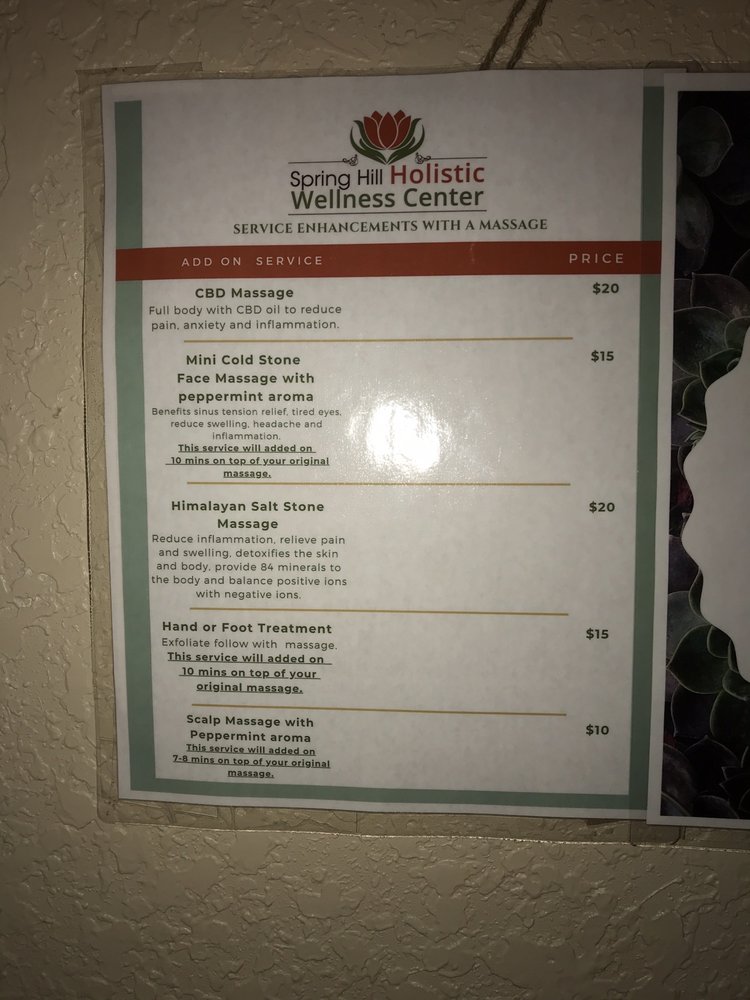 Spring Hill Holistic
Wellness Center
SERVICE ENHANCEMENTS WITH A MASSAGE
ADD ON SERVICE PRICE
CBD Massage $20
Full body with CBD oil to reduce
pain, anxiety and inflammation.
Mini Cold Stone $15
Face Massage with
peppermint aroma
Benefits sinus tension relief, tired eyes,
reduce swelling, headache and
inflammation.
This service will added on
10 mins on top of your original
massage.
Himalayan Salt Stone $20
Massage
Reduce inflammation, relieve pain
and swelling, detoxifies the skin
and body, provide 84 minerals to
the body and balance positive ions
with negative ions.
Hand or Foot Treatment $15
Exfoliate follow with massage.
This service will added on
10 mins on top of your
original massage.
Scalp Massage with $10
Peppermint aroma
This service will added on
7-8 mins on top of your original
massage.